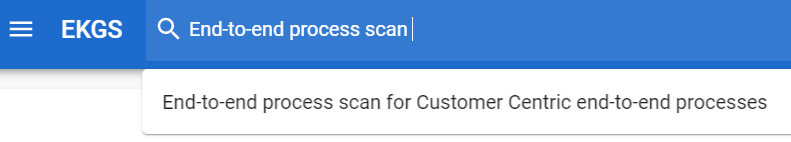 EKGS End-to-end process scan
End-to-end process scan for Customer Centric end-to-end processes